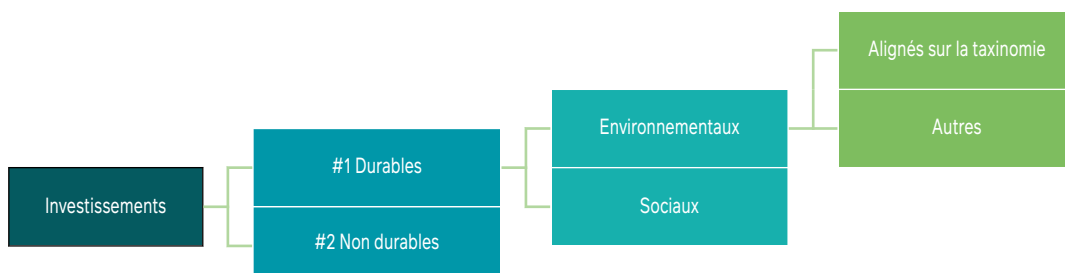 Investissements
#1 Durables
#2 Non durables
Environnementaux
Sociaux
Alignés sur la taxinomie
Autres